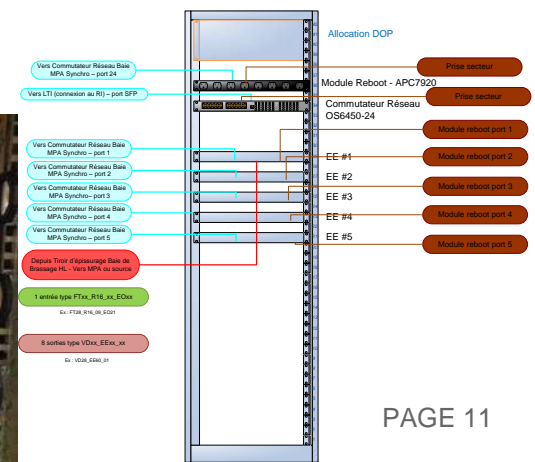 Allocation DOP
Vers Commutateur Réseau Baie
MPA Synchro – port 24
Prise secteur
Module Reboot - APC7920
Vers LTI (connexion au RI) – port SFP
Prise secteur
Commutateur Réseau
OS6450-24
Module reboot port 1
Vers Commutateur Réseau Baie
MPA Synchro – port 1
EE #1
Module reboot port 2
Vers Commutateur Réseau Baie
MPA Synchro – port 2
EE #2
Module reboot port 3
Vers Commutateur Réseau Baie
MPA Synchro– port 3
EE #3
Vers Commutateur Réseau Baie
MPA Synchro – port 4
Module reboot port 4
EE #4
Vers Commutateur Réseau Baie
MPA Synchro – port 5
EE #5
Module reboot port 5
Depuis Tiroir d'épissurage Baie de
Brassage HL - Vers MPA ou source
1 entrée type FTxx_R16_xx_EOxx
Ex : FT28_R16_09_EO21
8 sorties type VDxx_EExx_xx
Ex : VD28_EE60_01
PAGE 11